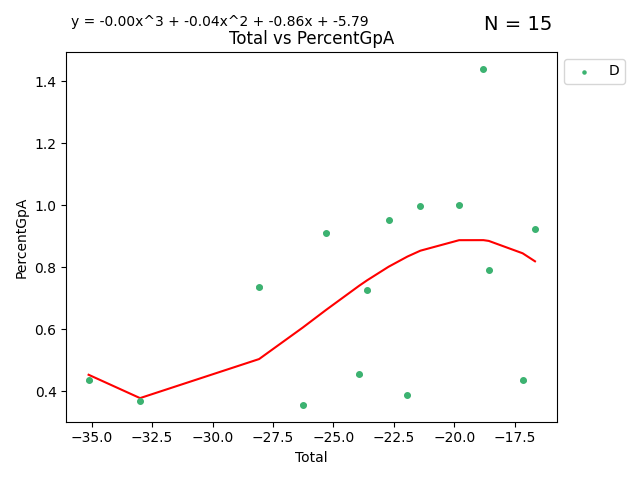 y = -0.00x^3 + -0.04x^2 + -0.86x + -5.79
N = 15
Total vs PercentGpA
D
1.4
1.2
1.0
0.8
0.6
0.4
PercentGpA
−35.0 −32.5 −30.0 −27.5 −25.0 −22.5 −20.0 −17.5
Total